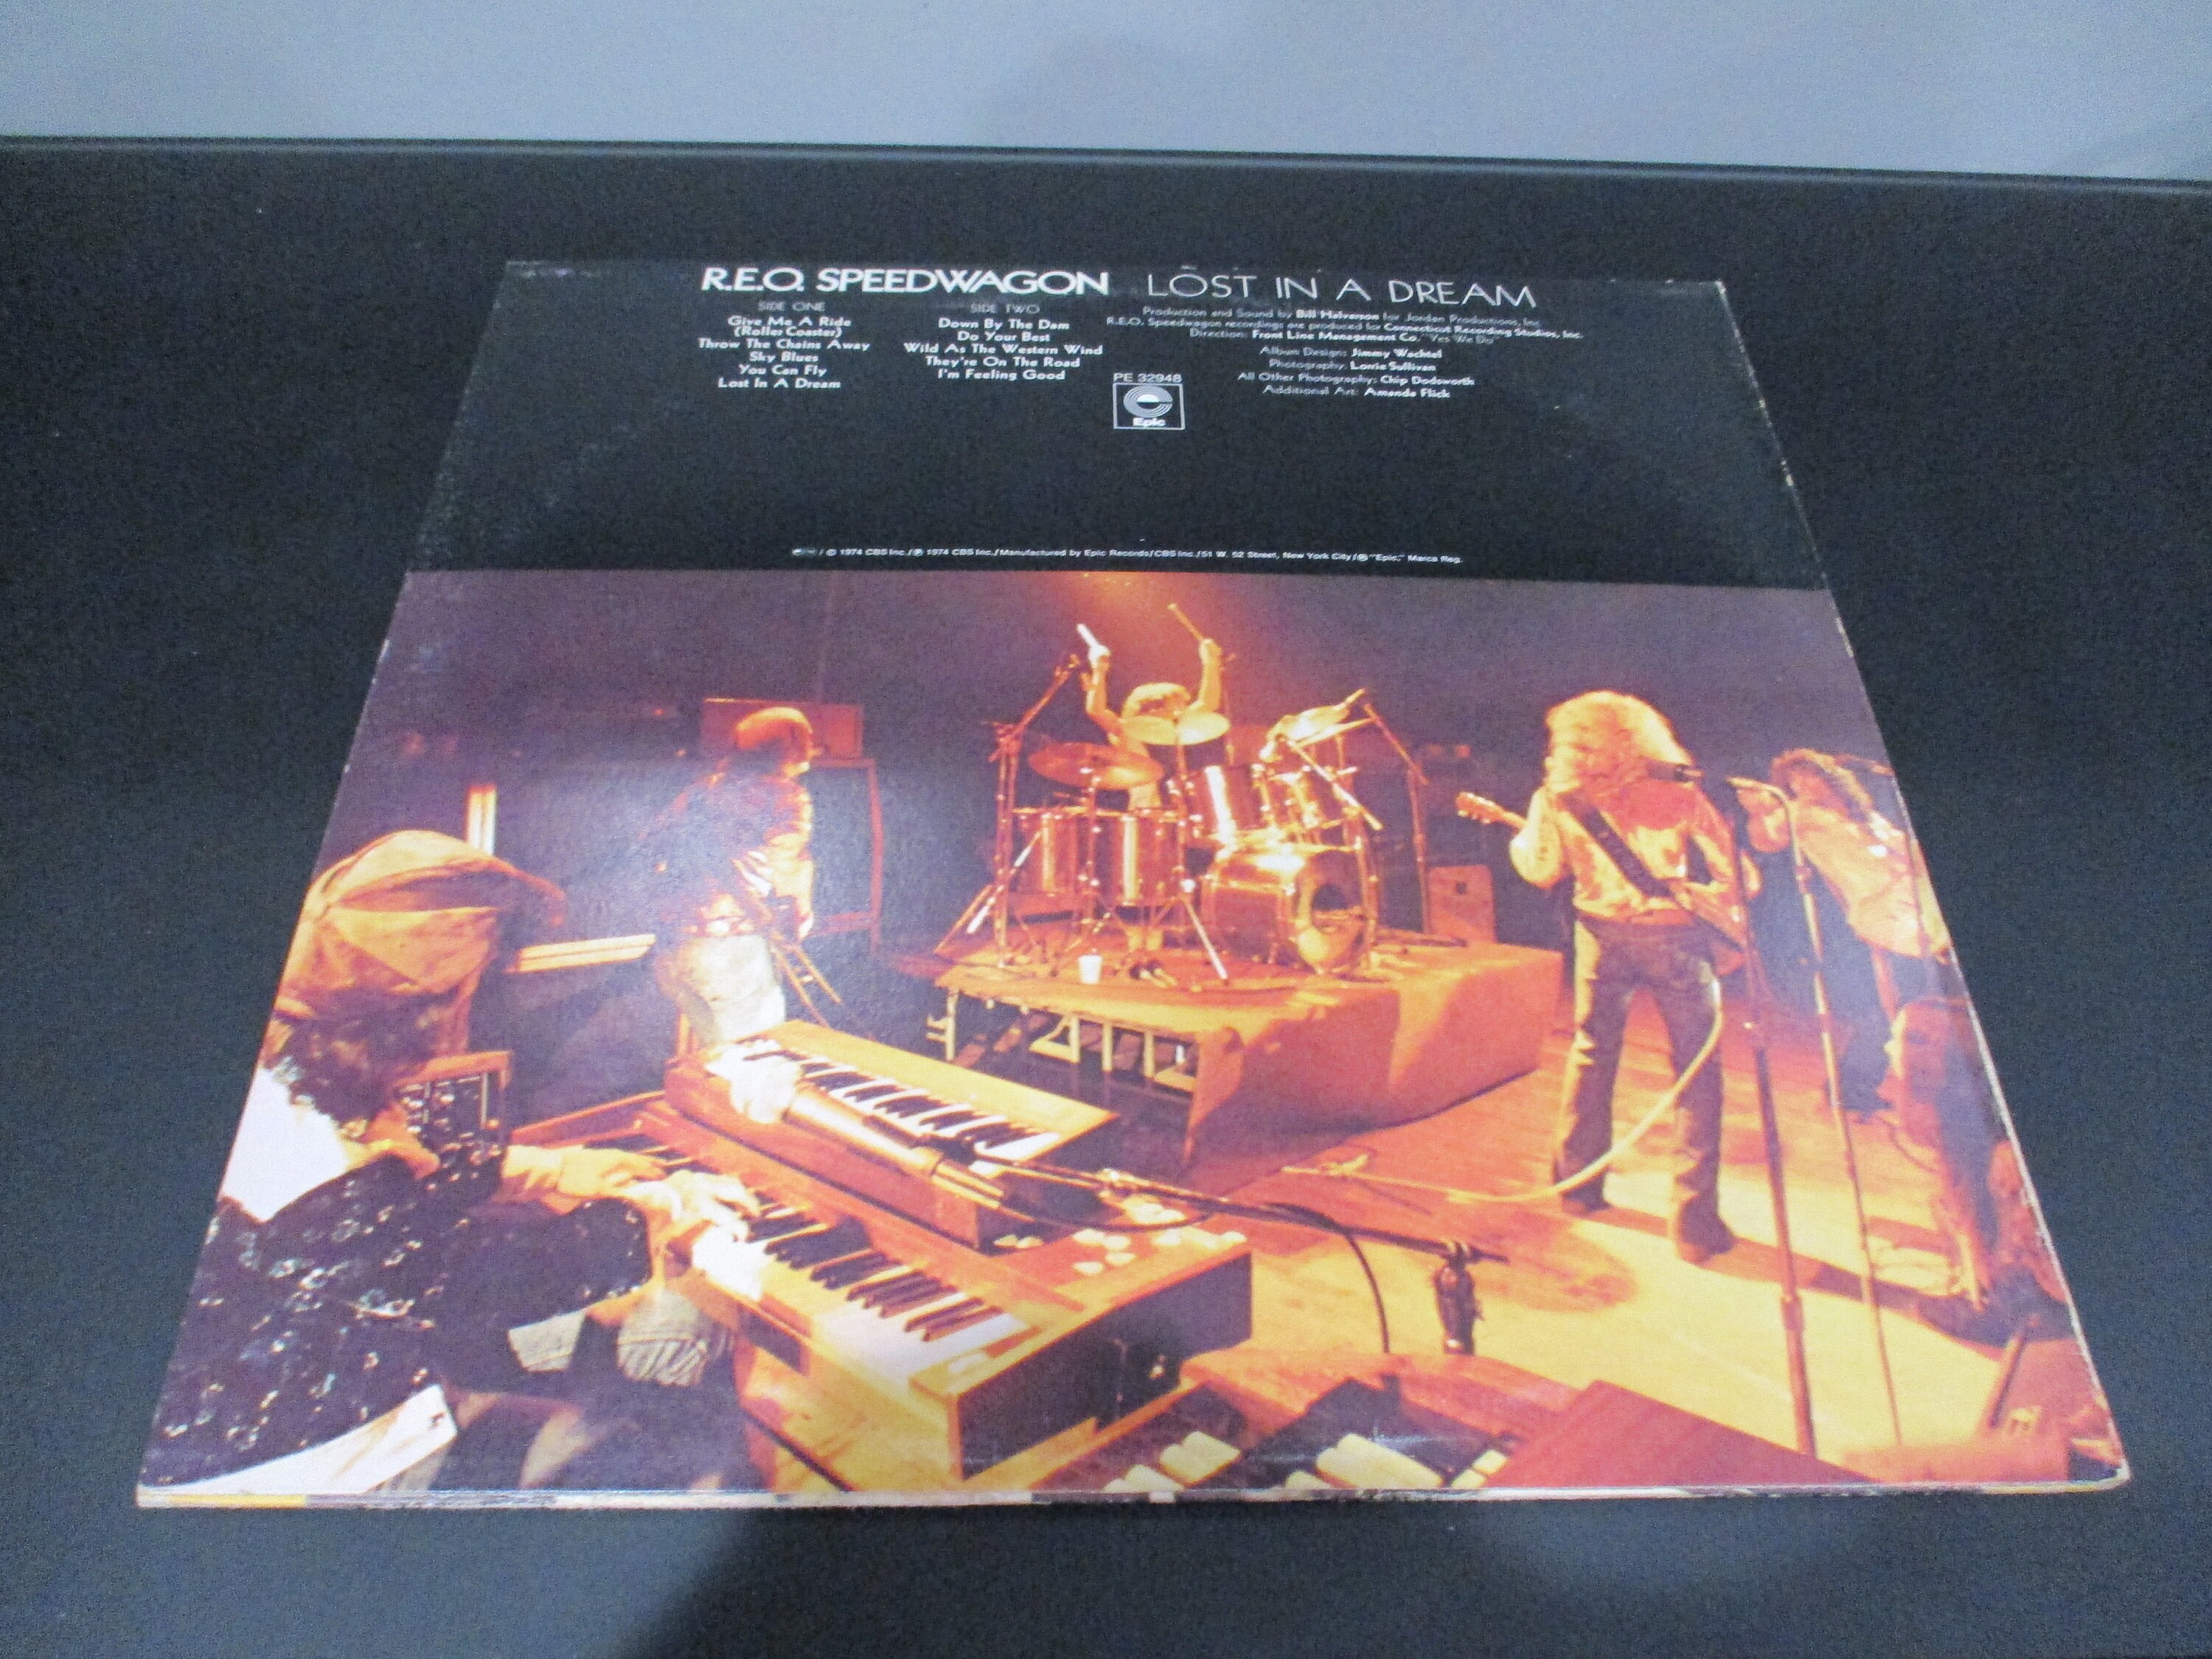 R.E.O. SPEEDWAGON LOST IN A DREAM
SIDE ONE
Give Me A Ride
(Roller Coaster)
Throw The Chains Away
Sky Blues
You Can Fly
Lost In A Dream
SIDE TWO
Down By The Dam
Do Your Best
Wild As The Western Wind
They're On The Road
I'm Feeling Good
Production and Sound by Bill Halverson for Jordan Productions, Inc.
R.E.O. Speedwagon recordings are produced for Connecticut Recording Studios, Inc.
Direction: Front Line Management Co. "Yes We Do"
Album Design: Jimmy Wachtel
Photography: Lorrie Sullivan
All Other Photography: Chip Dodsworth
Additional Art: Amanda Flick
PE 32948
Epic
/ © 1974 CBS Inc./℗ 1974 CBS Inc./Manufactured by Epic Records/CBS Inc./51 W. 52 Street, New York City/® "Epic," Marca Reg.